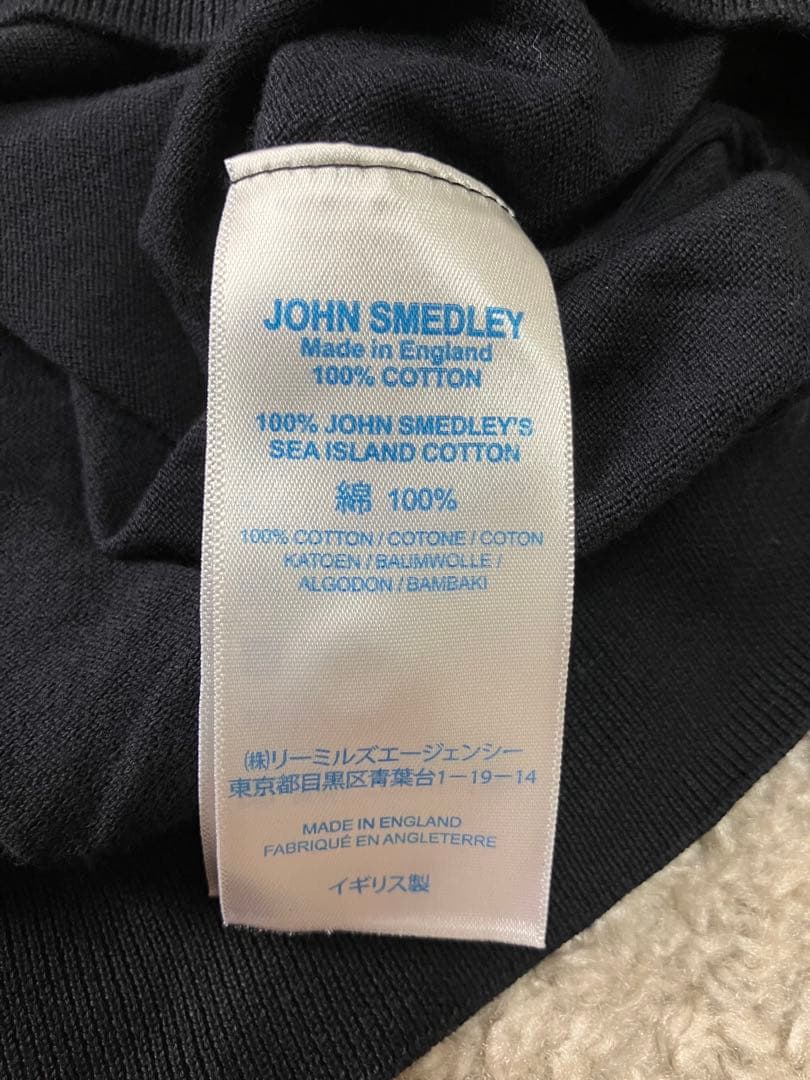 JOHN SMEDLEY
Made in England
100% COTTON
100% JOHN SMEDLEY'S
SEA ISLAND COTTON
綿 100%
100% COTTON / COTONE / COTON
KATOEN / BAUMWOLLE /
ALGODON / BAMBAKI
㈱リーミルズエージェンシー
東京都目黒区青葉台1-19-14
MADE IN ENGLAND
FABRIQUÉ EN ANGLETERRE
イギリス製